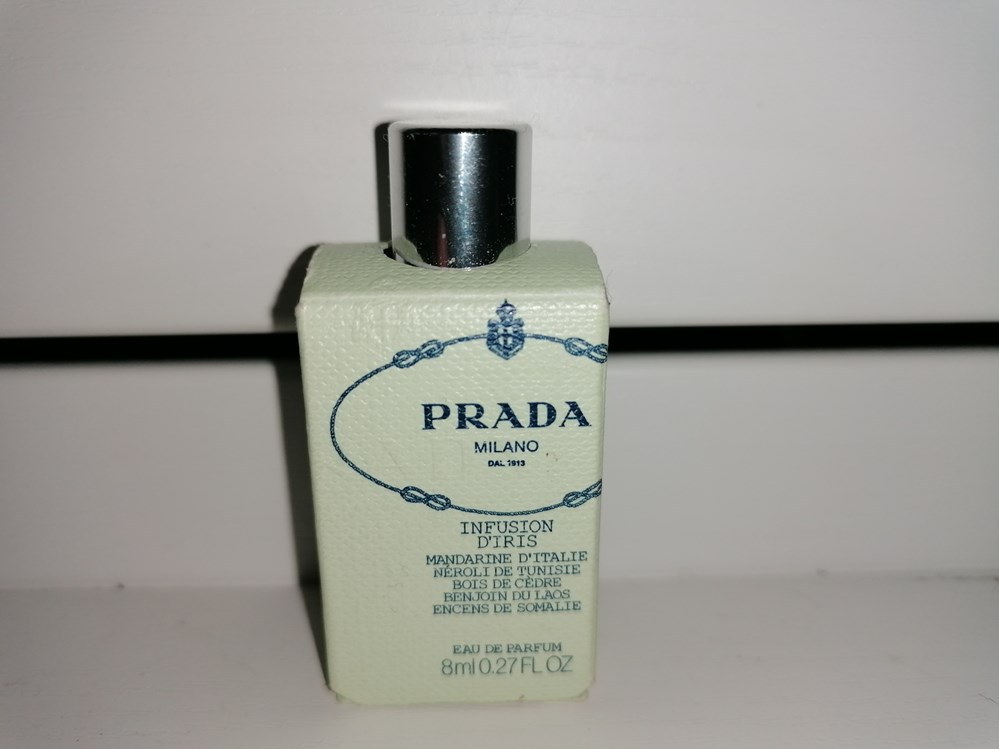 PRADA
MILANO
DAL 1913
INFUSION
D'IRIS
MANDARINE D'ITALIE
NÉROLI DE TUNISIE
BOIS DE CÈDRE
BENJOIN DU LAOS
ENCENS DE SOMALIE
EAU DE PARFUM
8ml 0.27 FL OZ